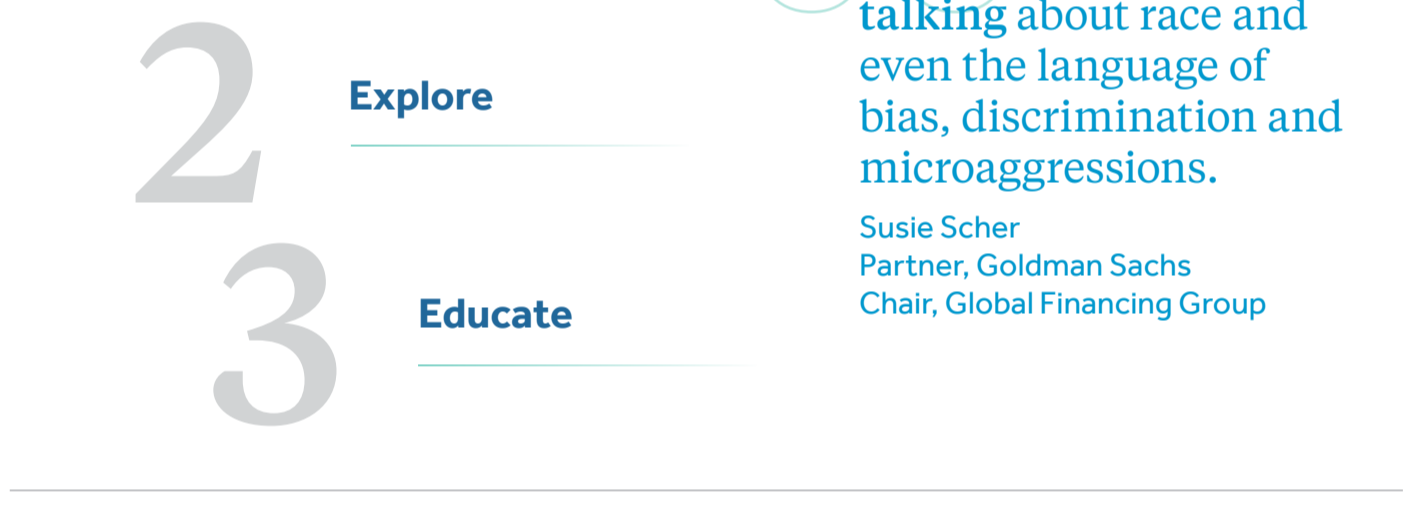 2
Explore
3
Educate
talking about race and
even the language of
bias, discrimination and
microaggressions.
Susie Scher
Partner, Goldman Sachs
Chair, Global Financing Group